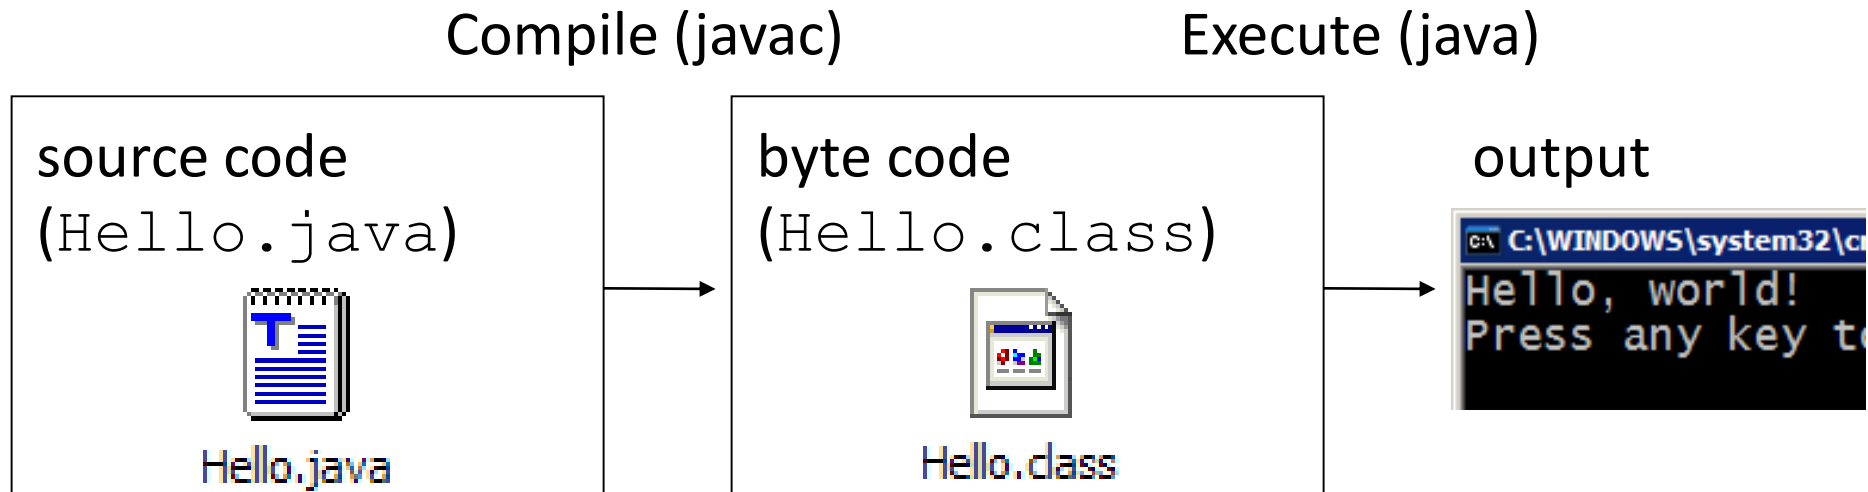 Compile (javac)
Execute (java)
source code
(Hello.java)
Hello.java
byte code
(Hello.class)
Hello.class
output
C:\WINDOWS\system32\
Hello, world!
Press any key